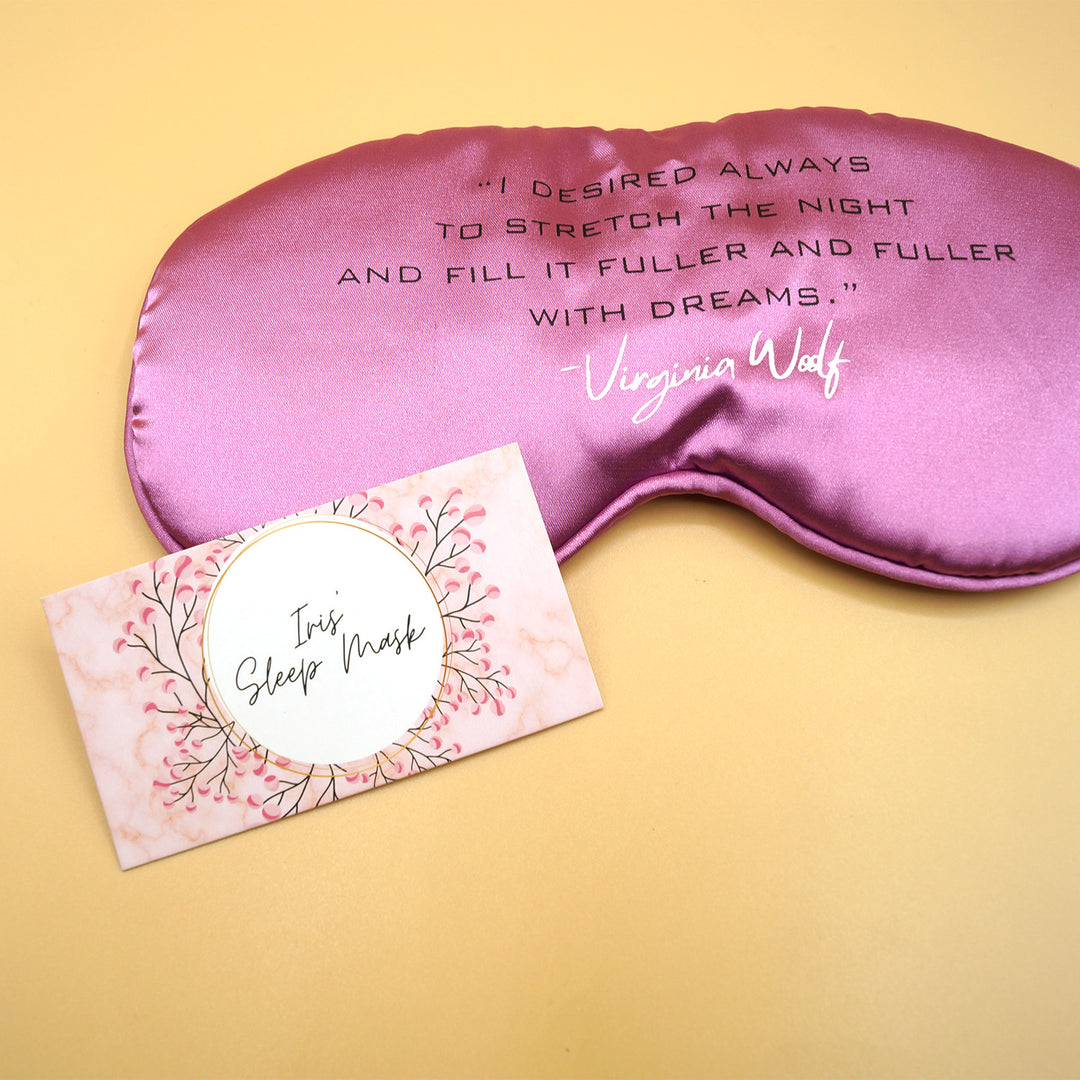 “I DESIRED ALWAYS
TO STRETCH THE NIGHT
AND FILL IT FULLER AND FULLER
WITH DREAMS.”
-Virginia Woolf
Iris'
Sleep Mask